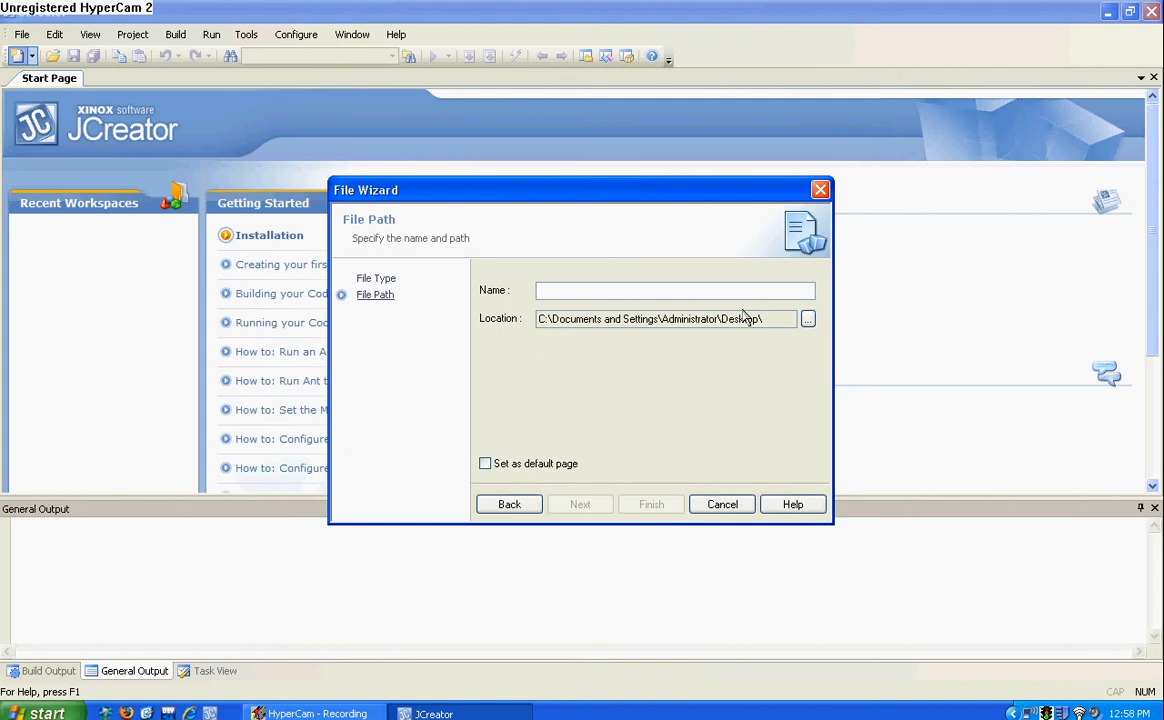 Unregistered HyperCam 2
File Edit View Project Build Run Tools Configure Window Help
Start Page
XINOX software
JC JCreator
Recent Workspaces
Getting Started
Installation
Creating your firs
Building your Cod
Running your Cod
How to: Run an A
How to: Run Ant t
How to: Set the M
How to: Configure
How to: Configure
File Wizard
File Path
Specify the name and path
File Type
File Path
Name :
Location : C:\Documents and Settings\Administrator\Desktop\ ...
Set as default page
Back Next Finish Cancel Help
General Output
Build Output General Output Task View
For Help, press F1 CAP NUM
start HyperCam - Recording JCreator 12:58 PM